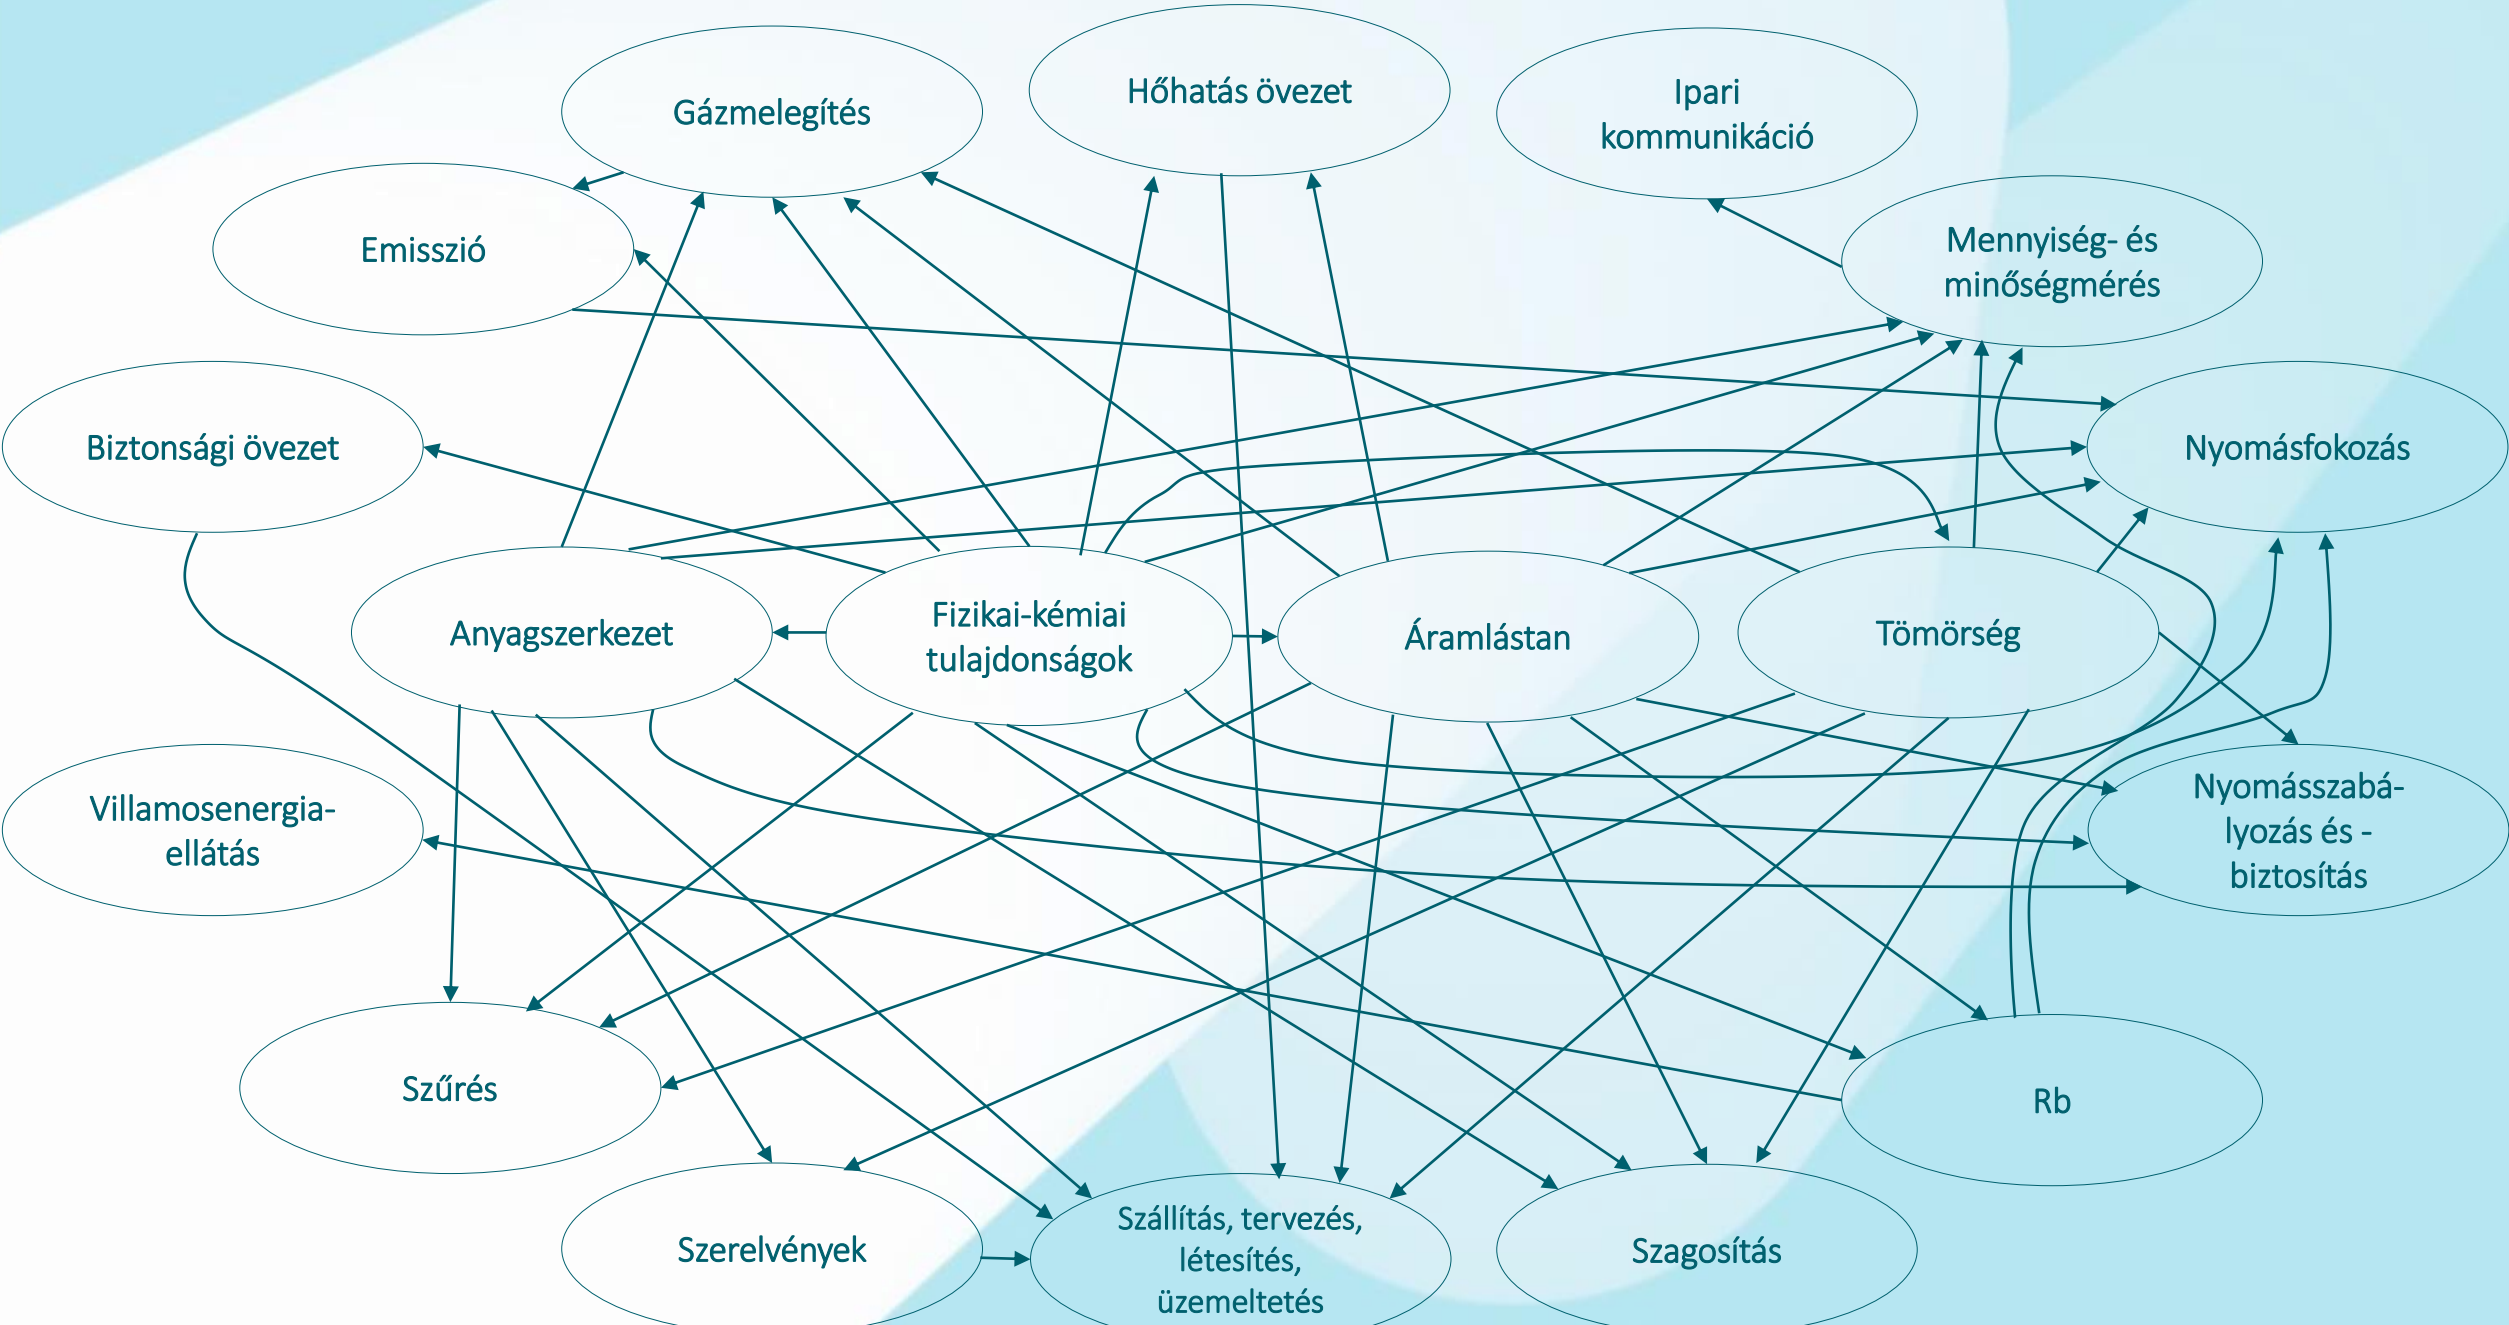 Hőhatás övezet
Gázmelegítés
Ipari
kommunikáció
Emisszió
Mennyiség- és
minőségmérés
Biztonsági övezet
Nyomásfokozás
Anyagszerkezet
Fizikai-kémiai
tulajdonságok
Áramlástan
Tömörség
Villamosenergia-
ellátás
Nyomásszabá-
lyozás és -
biztosítás
Szűrés
Rb
Szerelvények
Szállítás, tervezés,
létesítés,
üzemeltetés
Szagosítás